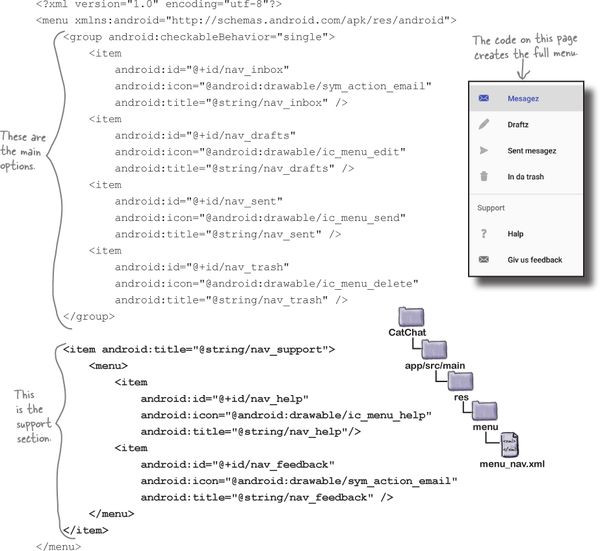 <?xml version="1.0" encoding="utf-8"?>
<menu xmlns:android="http://schemas.android.com/apk/res/android">
<group android:checkableBehavior="single">
<item
android:id="@+id/nav_inbox"
android:icon="@android:drawable/sym_action_email"
android:title="@string/nav_inbox" />
<item
android:id="@+id/nav_drafts"
android:icon="@android:drawable/ic_menu_edit"
android:title="@string/nav_drafts" />
<item
android:id="@+id/nav_sent"
android:icon="@android:drawable/ic_menu_send"
android:title="@string/nav_sent" />
<item
android:id="@+id/nav_trash"
android:icon="@android:drawable/ic_menu_delete"
android:title="@string/nav_trash" />
</group>
These are
the main
options.
<item android:title="@string/nav_support">
<menu>
<item
android:id="@+id/nav_help"
android:icon="@android:drawable/ic_menu_help"
android:title="@string/nav_help"/>
<item
android:id="@+id/nav_feedback"
android:icon="@android:drawable/sym_action_email"
android:title="@string/nav_feedback" />
</menu>
</item>
</menu>
This
is the
support
section.
The code on this page
creates the full menu.
Mesagez
Draftz
Sent mesagez
In da trash
Support
Halp
Giv us feedback
CatChat
app/src/main
res
menu
<xml>
</xml>
menu_nav.xml